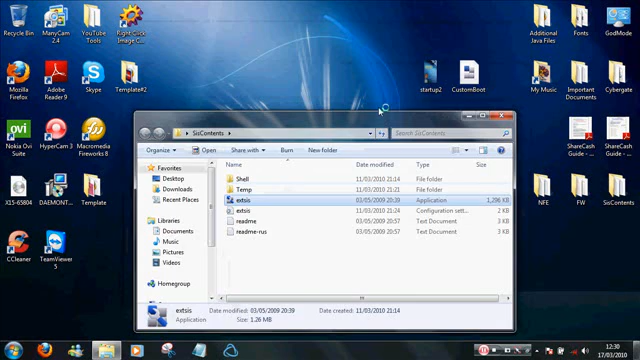 Recycle Bin
ManyCam 2.4
YouTube Tools
Right Click Image C...
Additional Java Files
Fonts
GodMode
Mozilla Firefox
Adobe Reader 9
Skype
Template#2
startup2
CustomBoot
My Music
Important Documents
Cybergate
Nokia Ovi Suite
HyperCam 3
Macromedia Fireworks 8
ShareCash Guide - ...
ShareCash Guide - ...
X15-65804
DAEMON T...
Template
NFE
FW
SisContents
CCleaner
TeamViewer 5
SisContents
Search SisContents
Organize
Open
Share with
Burn
New folder
Name
Date modified
Type
Size
Favorites
Desktop
Downloads
Recent Places
Libraries
Documents
Music
Pictures
Videos
Homegroup
Shell 11/03/2010 21:14 File folder
Temp 11/03/2010 21:21 File folder
extsis 03/05/2009 20:39 Application 1,296 KB
extsis 11/03/2010 21:24 Configuration sett... 2 KB
readme 03/05/2009 20:39 Text Document 2 KB
readme-rus 03/05/2009 20:39 Text Document 3 KB
extsis Date modified: 03/05/2009 20:39 Date created: 11/03/2010 21:14
Application Size: 1.26 MB
12:30
17/03/2010